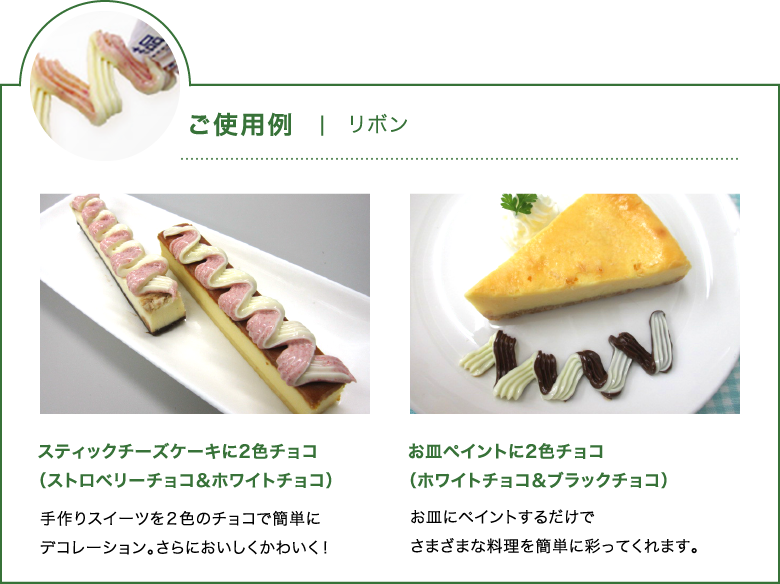 ご使用例 | リボン
スティックチーズケーキに2色チョコ
（ストロベリーチョコ&ホワイトチョコ）
手作りスイーツを2色のチョコで簡単に
デコレーション。さらにおいしくかわいく！
お皿ペイントに2色チョコ
（ホワイトチョコ&ブラックチョコ）
お皿にペイントするだけで
さまざまな料理を簡単に彩ってくれます。